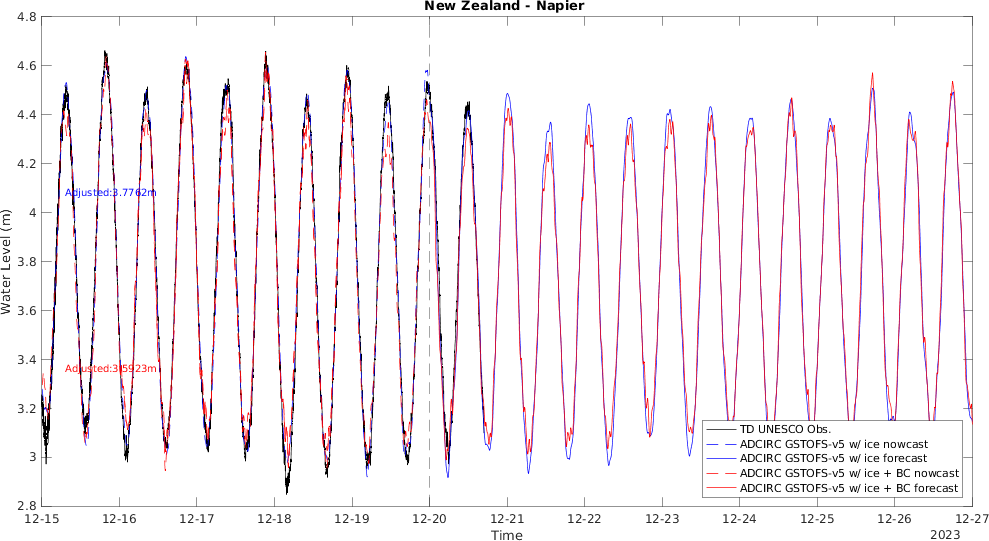 New Zealand - Napier
4.8
4.6
4.4
4.2
4
3.8
3.6
3.4
3.2
3
2.8
Water Level (m)
Adjusted:3.7762m
Adjusted:3.5923m
TD UNESCO Obs.
ADCIRC GSTOFS-v5 w/ ice nowcast
ADCIRC GSTOFS-v5 w/ ice forecast
ADCIRC GSTOFS-v5 w/ ice + BC nowcast
ADCIRC GSTOFS-v5 w/ ice + BC forecast
12-15 12-16 12-17 12-18 12-19 12-20 12-21 12-22 12-23 12-24 12-25 12-26 12-27
Time
2023